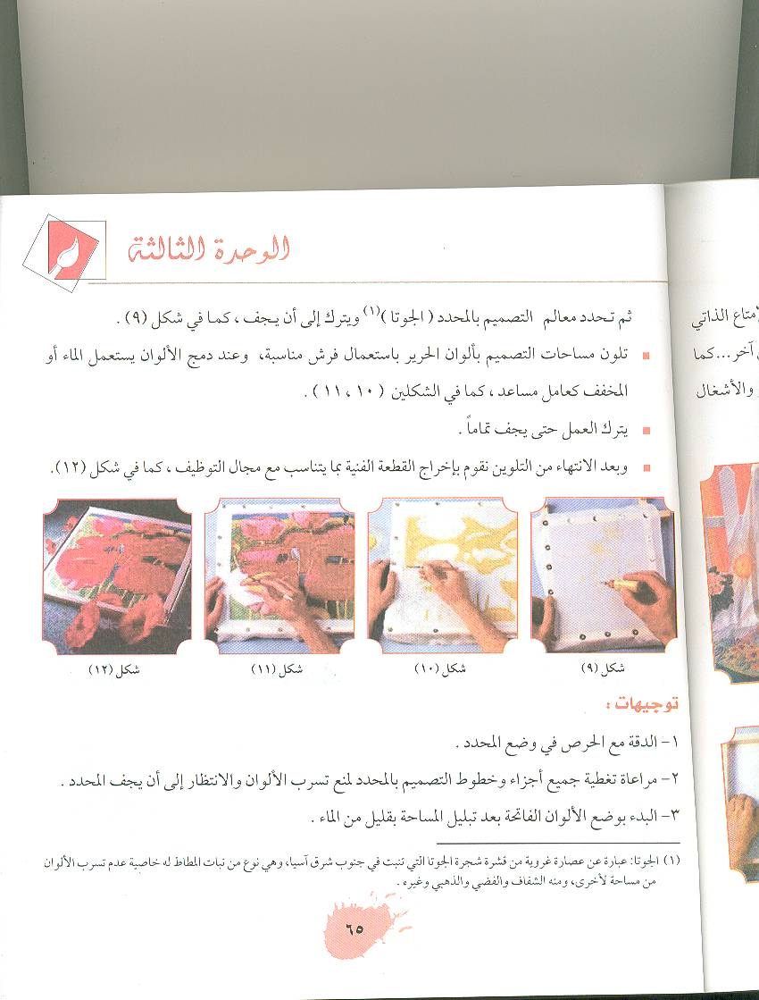 الوحدة الثالثة
ثم تحدد معالم التصميم بالمحدد (الجوتا)(١) ويترك إلى أن يجف، كما في شكل (٩).
تلون مساحات التصميم بألوان الحرير باستعمال فرش مناسبة، وعند دمج الألوان يستعمل الماء أو
المخفف كعامل مساعد، كما في الشكلين (١٠، ١١).
يترك العمل حتى يجف تماماً.
وبعد الانتهاء من التلوين نقوم بإخراج القطعة الفنية بما يتناسب مع مجال التوظيف، كما في شكل (١٢).
شكل (٩)
شكل (١٠)
شكل (١١)
شكل (١٢)
توجيهات :
١- الدقة مع الحرص في وضع المحدد.
٢- مراعاة تغطية جميع أجزاء وخطوط التصميم بالمحدد لمنع تسرب الألوان والانتظار إلى أن يجف المحدد.
٣- البدء بوضع الألوان الفاتحة بعد تبليل المساحة بقليل من الماء.
(١) الجوتا: عبارة عن عصارة غروية من قشرة شجرة الجوتا التي تنبت في جنوب شرق آسيا، وهي نوع من نبات المطاط له خاصية عدم تسرب الألوان
من مساحة لأخرى، ومنه الشفاف والفضي والذهبي وغيره.
٦٥
الذاتي
آخر... كما
والأشغال